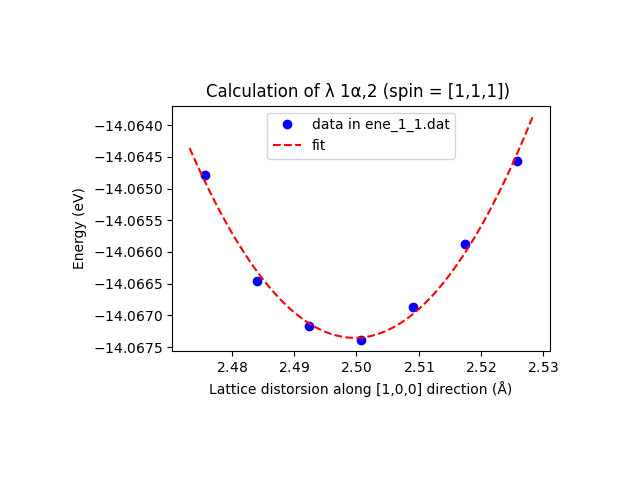 Calculation of λ 1α,2 (spin = [1,1,1])
data in ene_1_1.dat
fit
Energy (eV)
−14.0640
−14.0645
−14.0650
−14.0655
−14.0660
−14.0665
−14.0670
−14.0675
2.48 2.49 2.50 2.51 2.52 2.53
Lattice distorsion along [1,0,0] direction (Å)